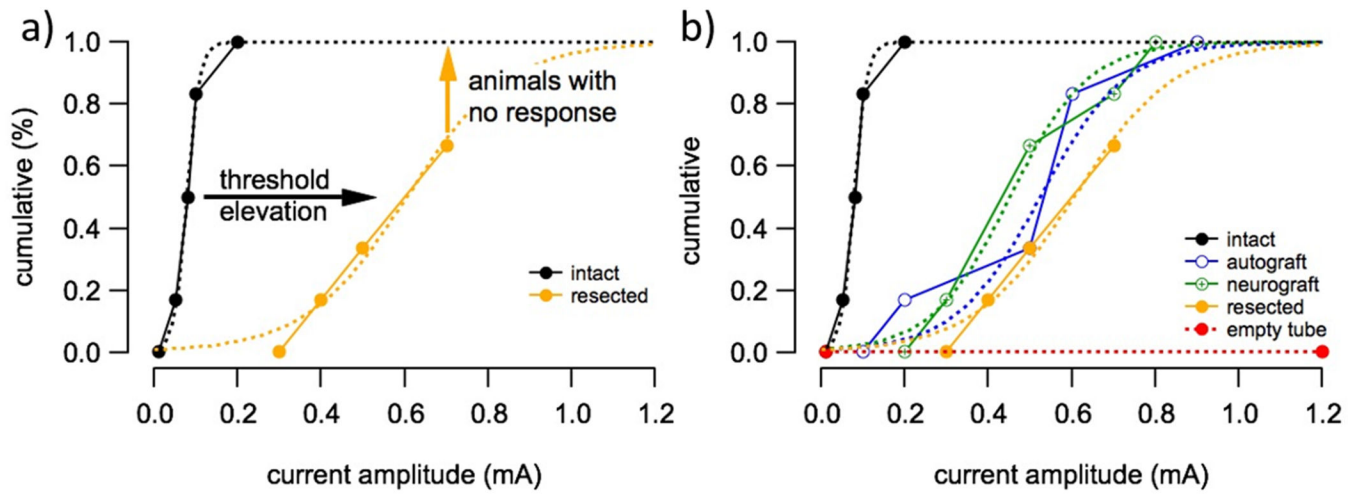 a)
cumulative (%)
1.0
0.8
0.6
0.4
0.2
0.0
animals with
no response
threshold
elevation
intact
resected
0.0 0.2 0.4 0.6 0.8 1.0 1.2
current amplitude (mA)
b)
cumulative
1.0
0.8
0.6
0.4
0.2
0.0
intact
autograft
neurograft
resected
empty tube
0.0 0.2 0.4 0.6 0.8 1.0 1.2
current amplitude (mA)